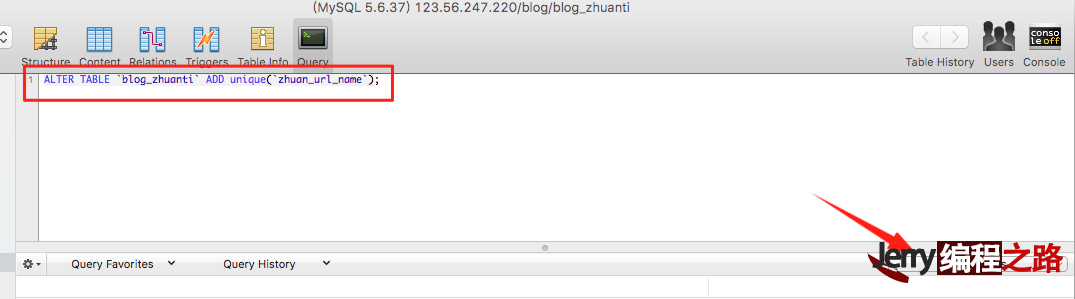 (MySQL 5.6.37) 123.56.247.220/blog/blog_zhuanti
Structure Content Relations Triggers Table Info Query Table History Users Console
conso
le off
1 ALTER TABLE `blog_zhuanti` ADD unique(`zhuan_url_name`);
Query Favorites Query History
Jerry编程之路